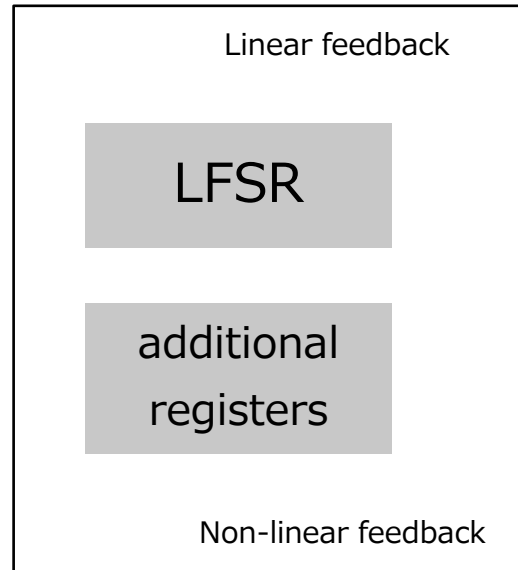 Linear feedback
LFSR
additional
registers
Non-linear feedback